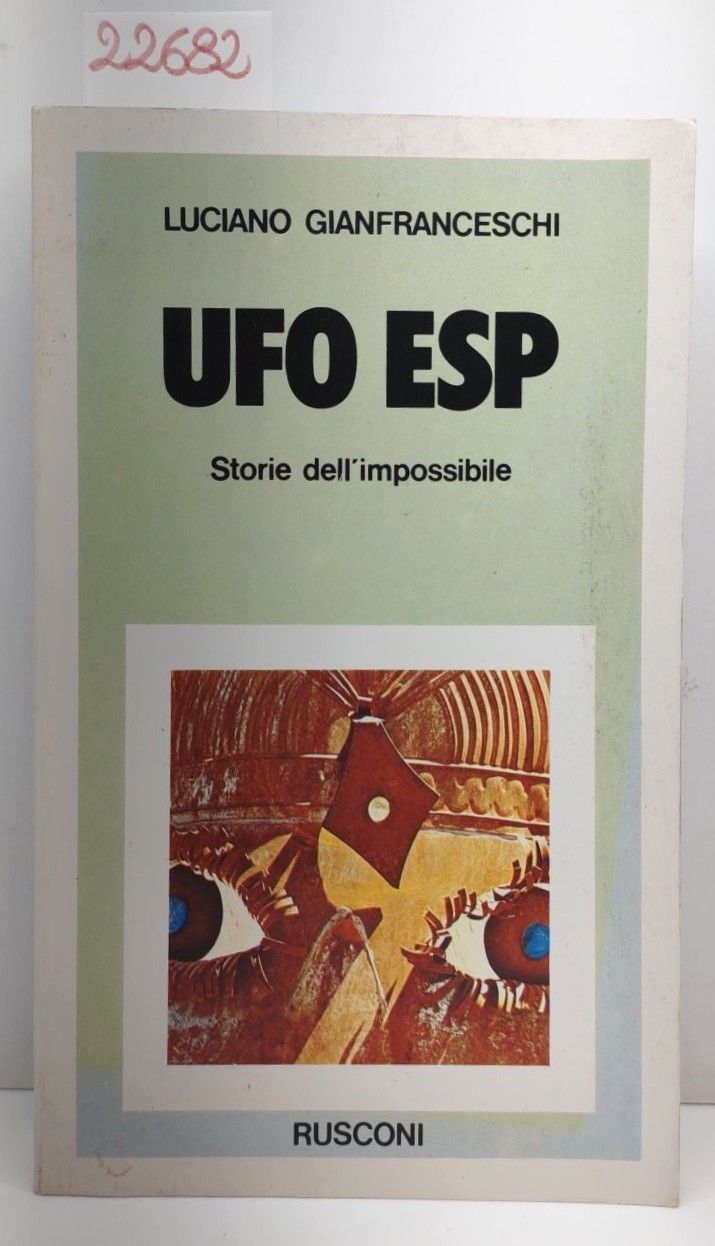 22682
LUCIANO GIANFRANCESCHI
UFO ESP
Storie dell'impossibile
RUSCONI